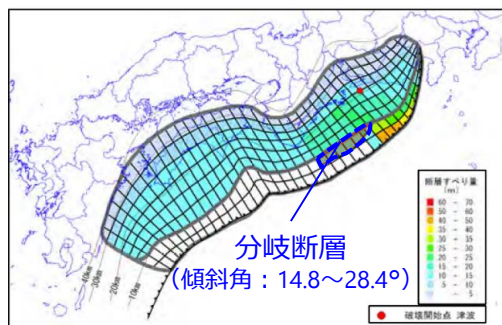 断層すべり量
(m)
60 - 70
50 - 60
40 - 50
35 - 40
30 - 35
25 - 30
20 - 25
15 - 20
10 - 15
5 - 10
- 5
分岐断層
(傾斜角：14.8～28.4°)
40km
30km
20km
10km
破壊開始点 津波